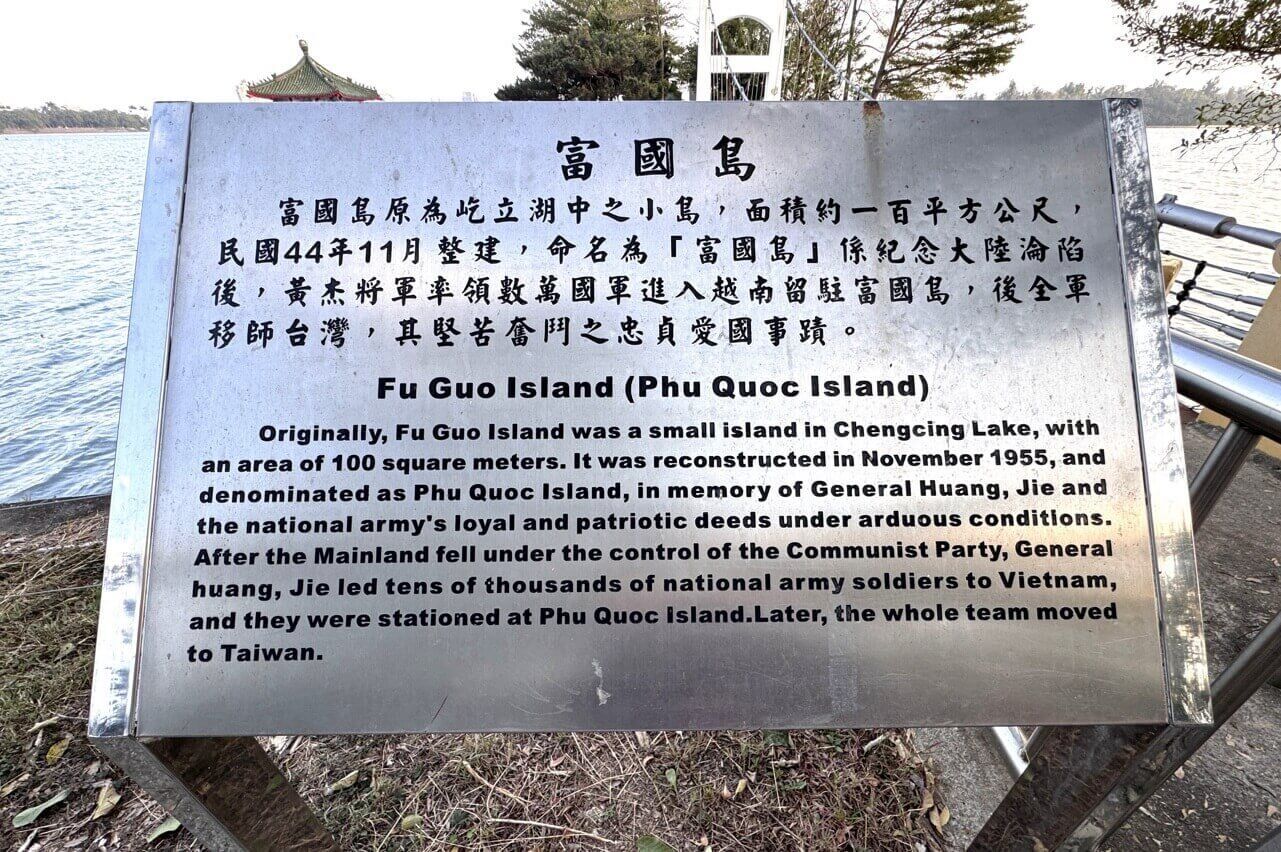 富國島
富國島原為屹立湖中之小島，面積約一百平方公尺，
民國44年11月整建，命名為「富國島」係紀念大陸淪陷
後，黃杰將軍率領數萬國軍進入越南留駐富國島，後全軍
移師台灣，其堅苦奮鬥之忠貞愛國事蹟。
Fu Guo Island (Phu Quoc Island)
Originally, Fu Guo Island was a small island in Chengcing Lake, with
an area of 100 square meters. It was reconstructed in November 1955, and
denominated as Phu Quoc Island, in memory of General Huang, Jie and
the national army's loyal and patriotic deeds under arduous conditions.
After the Mainland fell under the control of the Communist Party, General
huang, Jie led tens of thousands of national army soldiers to Vietnam,
and they were stationed at Phu Quoc Island.Later, the whole team moved
to Taiwan.